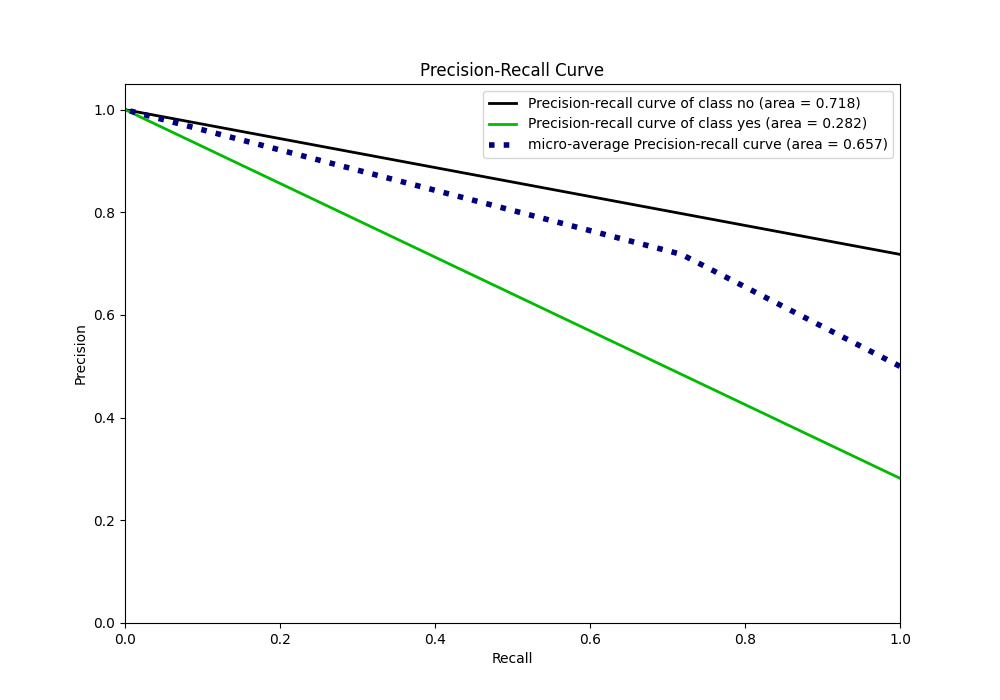 Precision-Recall Curve
Precision-recall curve of class no (area = 0.718)
Precision-recall curve of class yes (area = 0.282)
micro-average Precision-recall curve (area = 0.657)
1.0
0.8
0.6
0.4
0.2
0.0
Precision
0.0 0.2 0.4 0.6 0.8 1.0
Recall